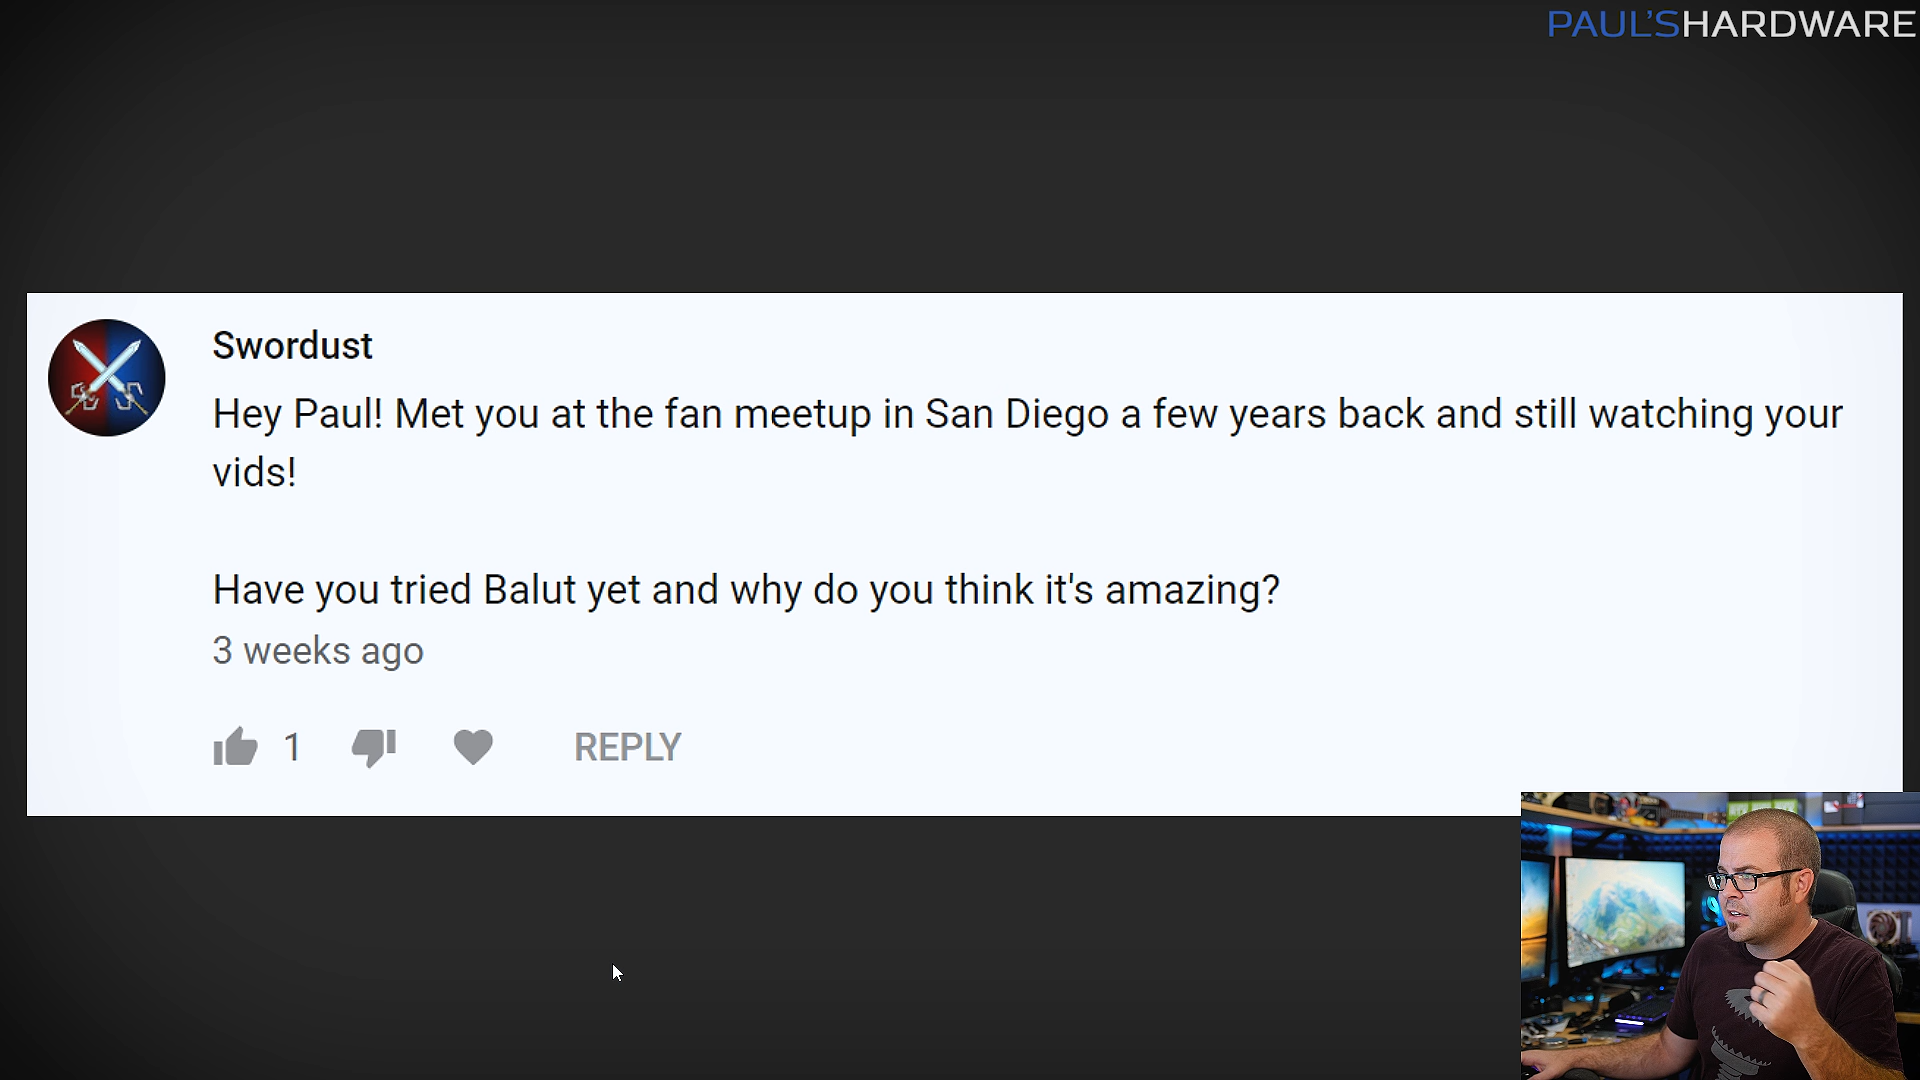 PAUL'SHARDWARE
Swordust
Hey Paul! Met you at the fan meetup in San Diego a few years back and still watching your
vids!
Have you tried Balut yet and why do you think it's amazing?
3 weeks ago
1 REPLY